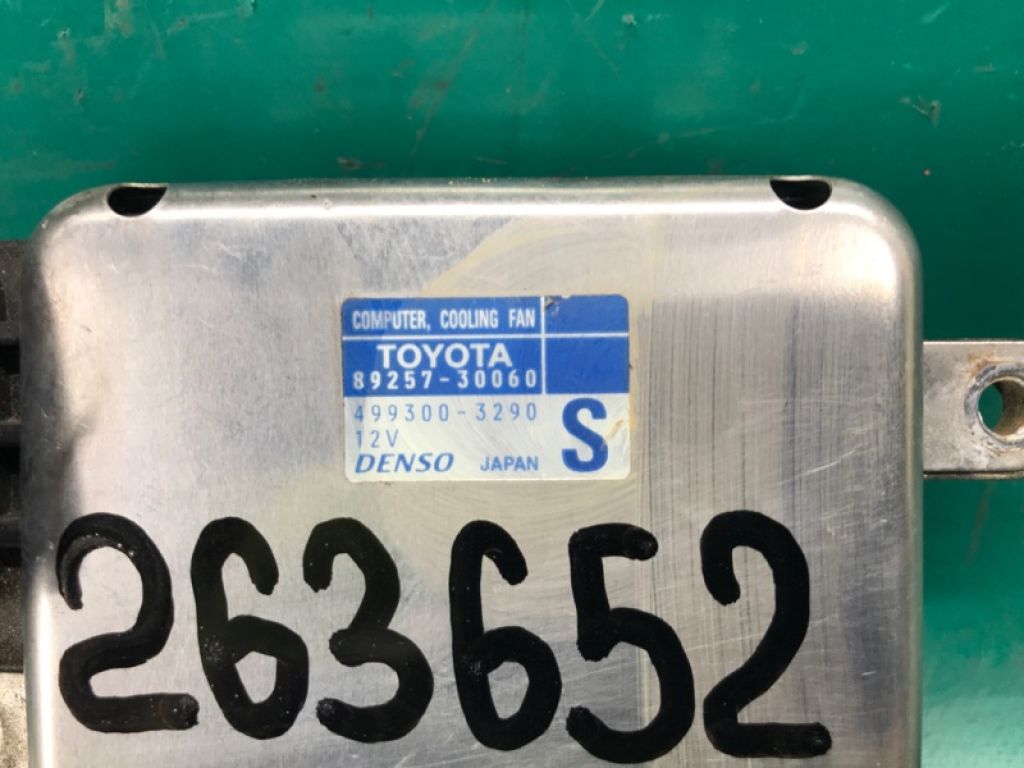 COMPUTER, COOLING FAN
TOYOTA
89257-30060
499300-3290
12V
DENSO JAPAN
S
263652